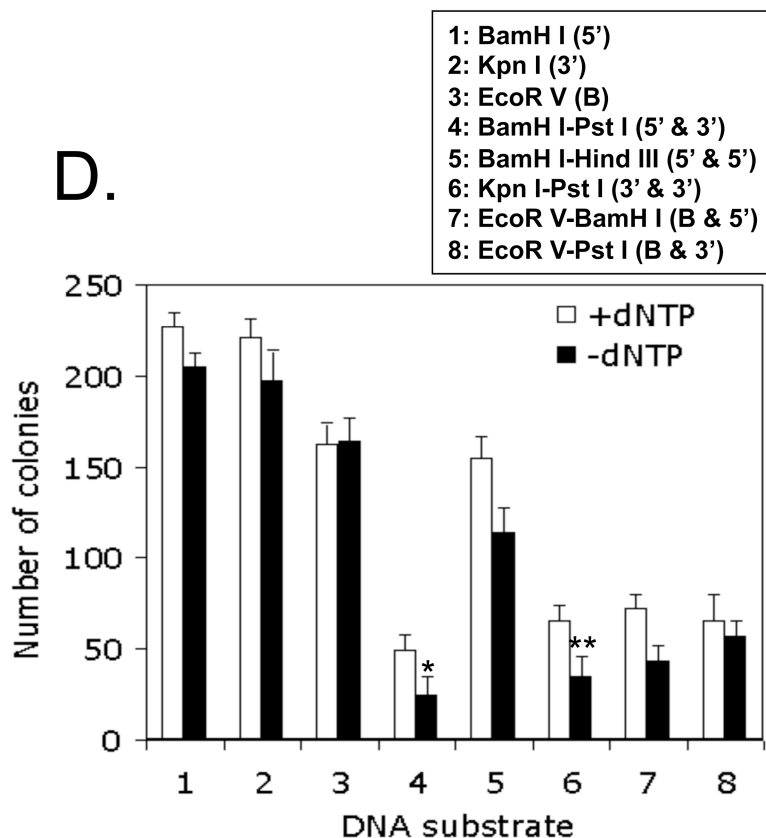 1: BamH I (5’)
2: Kpn I (3’)
3: EcoR V (B)
4: BamH I-Pst I (5’ & 3’)
5: BamH I-Hind III (5’ & 5’)
6: Kpn I-Pst I (3’ & 3’)
7: EcoR V-BamH I (B & 5’)
8: EcoR V-Pst I (B & 3’)
D.
+dNTP
-dNTP
Number of colonies
250
200
150
100
50
0
*
**
1 2 3 4 5 6 7 8
DNA substrate